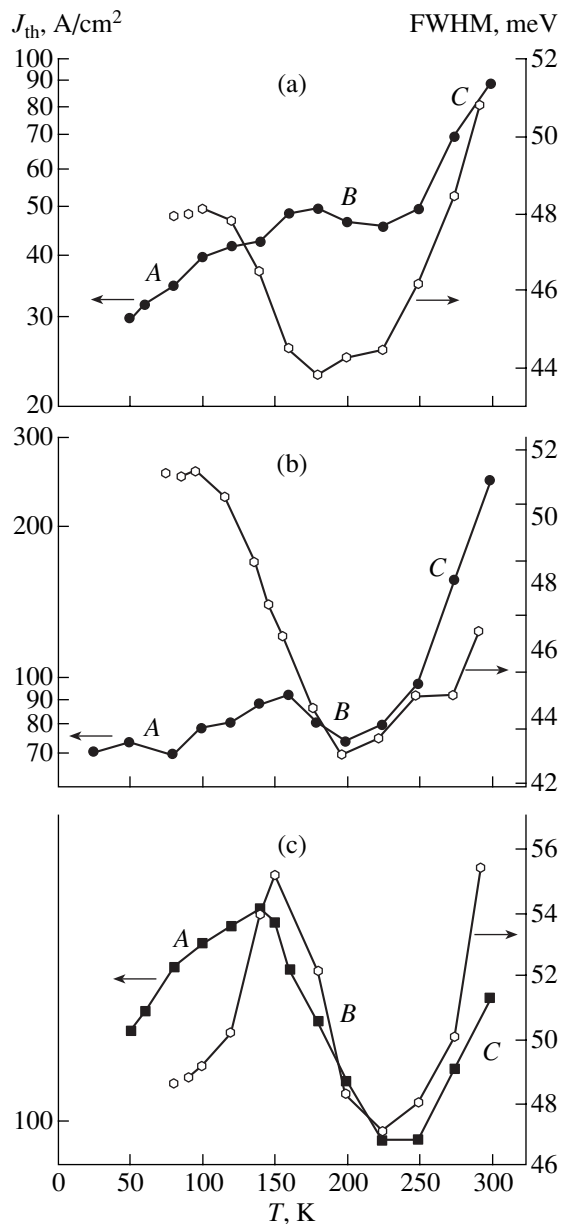 J_th, A/cm² FWHM, meV
100 52
90
80 (a) C
70 50
60
50 B 48
40 A 46
30 44
20
300 (b) 52
50
200
C 48
100 46
90
80 A B 44
70
42
(c) 56
A 54
52
B 50
C
100 48
46
0 50 100 150 200 250 300
T, K